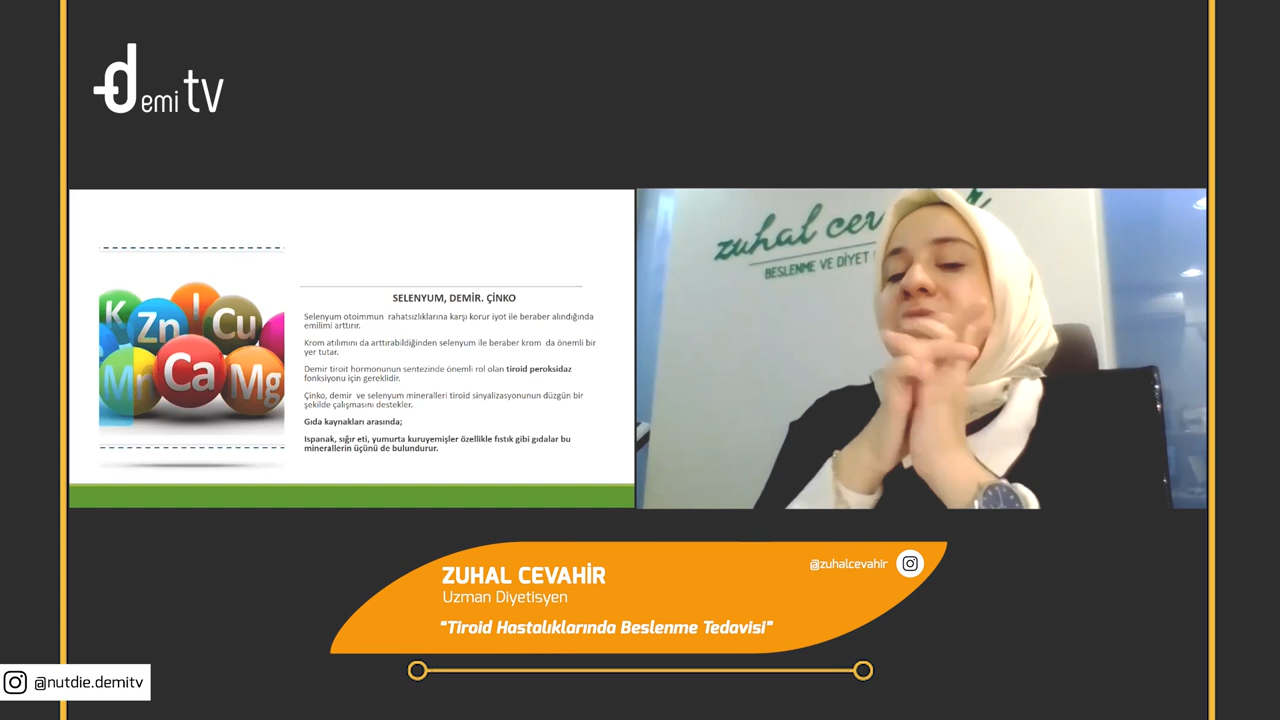 demi tv
K
I
Zn
Cu
Mn
Ca
Mg
SELENYUM, DEMİR. ÇİNKO
Selenyum otoimmun rahatsızlıklarına karşı korur iyot ile beraber alındığında
emilimi arttırır.
Krom atılımını da arttırabildiğinden selenyum ile beraber krom da önemli bir
yer tutar.
Demir tiroit hormonunun sentezinde önemli rol olan tiroid peroksidaz
fonksiyonu için gereklidir.
Çinko, demir ve selenyum mineralleri tiroid sinyalizasyonunun düzgün bir
şekilde çalışmasını destekler.
Gıda kaynakları arasında;
Ispanak, sığır eti, yumurta kuruyemişler özellikle fıstık gibi gıdalar bu
minerallerin üçünü de bulundurur.
zuhal cev
BESLENME VE DİYET
ZUHAL CEVAHİR
Uzman Diyetisyen
@zuhalcevahir
“Tiroid Hastalıklarında Beslenme Tedavisi”
@nutdie.demitv